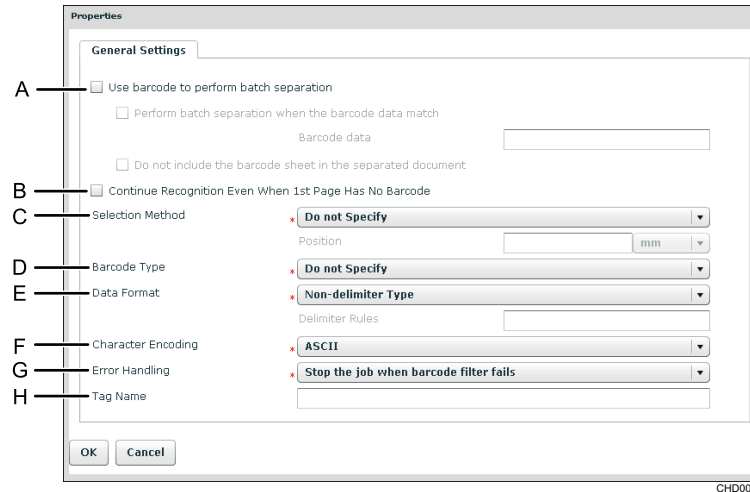 Properties
General Settings
A Use barcode to perform batch separation
Perform batch separation when the barcode data match
Barcode data
Do not include the barcode sheet in the separated document
B Continue Recognition Even When 1st Page Has No Barcode
C Selection Method * Do not Specify
Position mm
D Barcode Type * Do not Specify
E Data Format * Non-delimiter Type
Delimiter Rules
F Character Encoding * ASCII
G Error Handling * Stop the job when barcode filter fails
H Tag Name
OK Cancel
CHD00